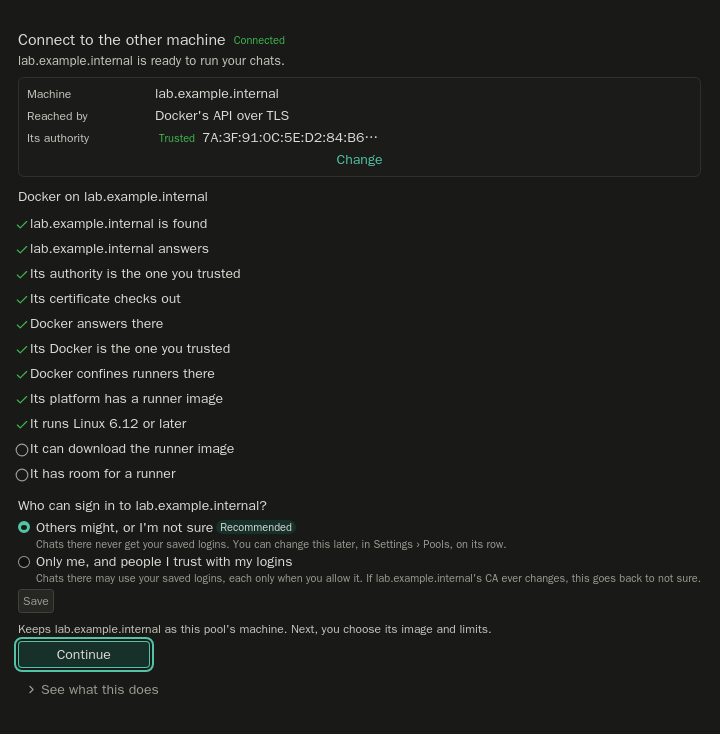 Connect to the other machine Connected
lab.example.internal is ready to run your chats.
Machine lab.example.internal
Reached by Docker's API over TLS
Its authority Trusted 7A:3F:91:0C:5E:D2:84:B6···
Change
Docker on lab.example.internal
lab.example.internal is found
lab.example.internal answers
Its authority is the one you trusted
Its certificate checks out
Docker answers there
Its Docker is the one you trusted
Docker confines runners there
Its platform has a runner image
It runs Linux 6.12 or later
It can download the runner image
It has room for a runner
Who can sign in to lab.example.internal?
Others might, or I'm not sure Recommended
Chats there never get your saved logins. You can change this later, in Settings › Pools, on its row.
Only me, and people I trust with my logins
Chats there may use your saved logins, each only when you allow it. If lab.example.internal's CA ever changes, this goes back to not sure.
Save
Keeps lab.example.internal as this pool's machine. Next, you choose its image and limits.
Continue
See what this does